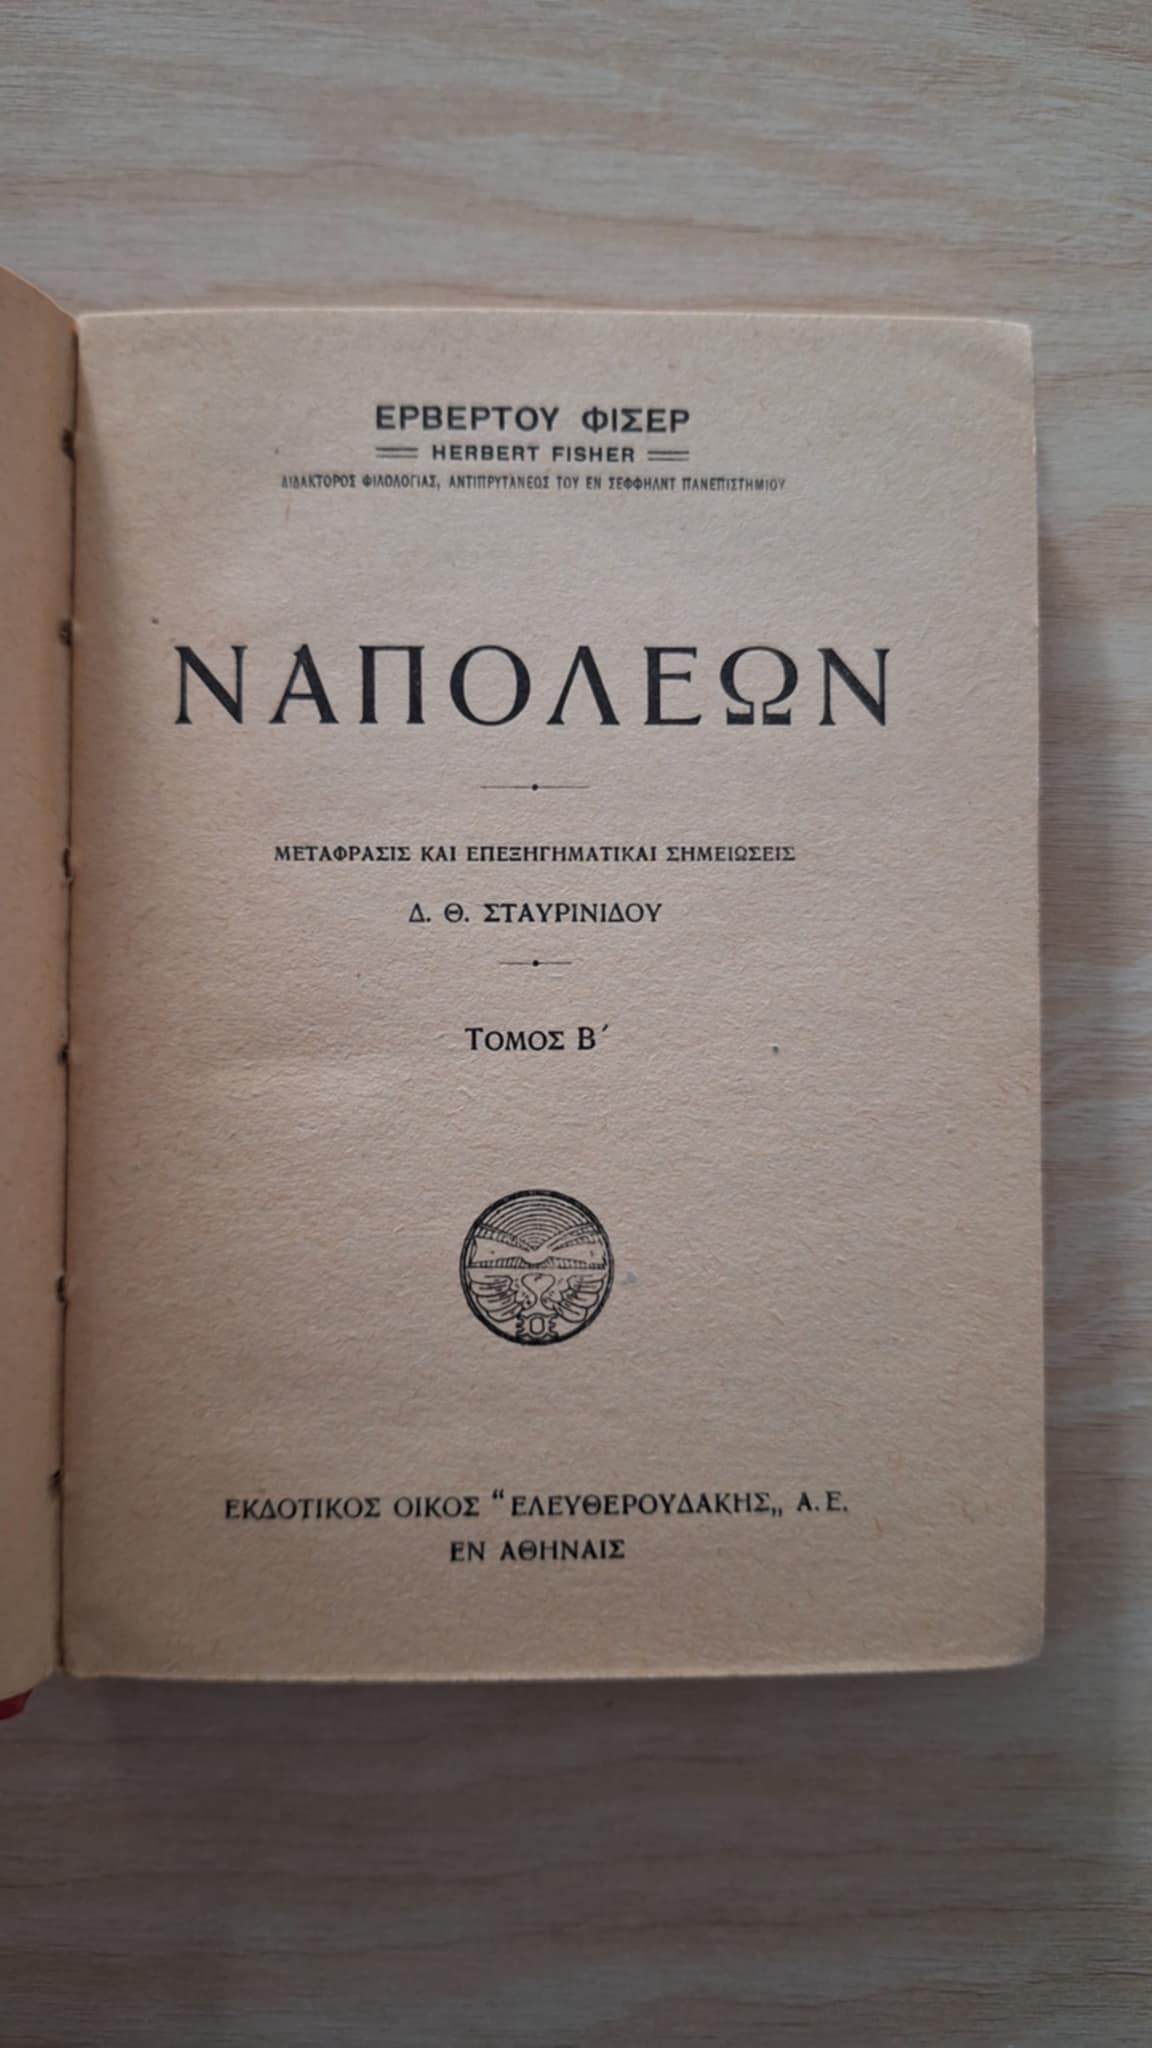 ΕΡΒΕΡΤΟΥ ΦΙΣΕΡ
HERBERT FISHER
ΔΙΔΑΚΤΟΡΟΣ ΦΙΛΟΛΟΓΙΑΣ, ΑΝΤΙΠΡΥΤΑΝΕΩΣ ΤΟΥ ΕΝ ΣΕΦΦΗΛΝΤ ΠΑΝΕΠΙΣΤΗΜΙΟΥ
ΝΑΠΟΛΕΩΝ
ΜΕΤΑΦΡΑΣΙΣ ΚΑΙ ΕΠΕΞΗΓΗΜΑΤΙΚΑΙ ΣΗΜΕΙΩΣΕΙΣ
Δ. Θ. ΣΤΑΥΡΙΝΙΔΟΥ
ΤΟΜΟΣ Β΄
ΕΚΔΟΤΙΚΟΣ ΟΙΚΟΣ “ΕΛΕΥΘΕΡΟΥΔΑΚΗΣ„ Α.Ε.
ΕΝ ΑΘΗΝΑΙΣ